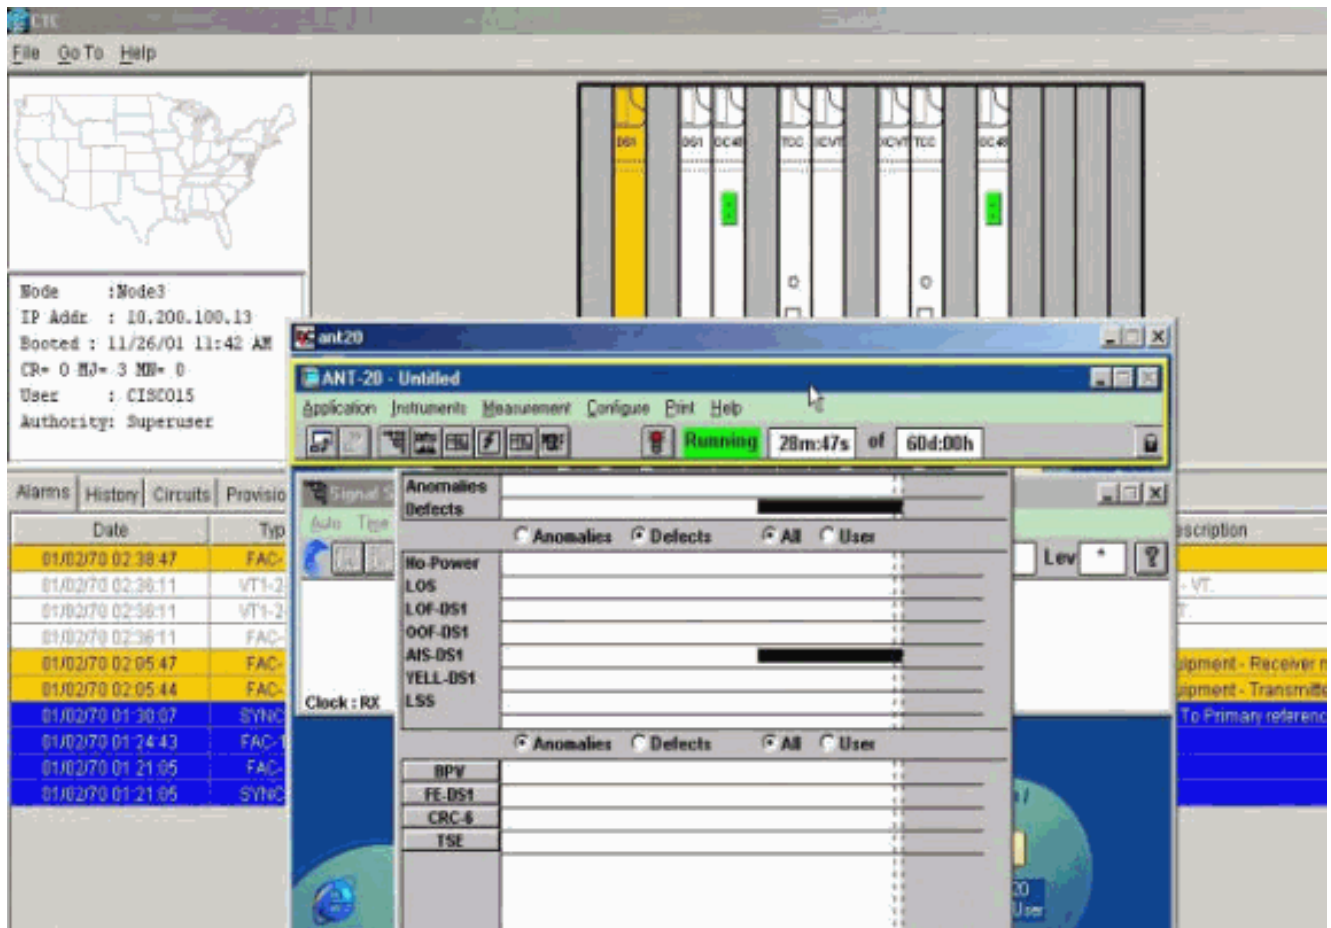 CTC
File Go To Help
DS1 DS1 OC48 TCC XCVT XCVT TCC OC48
Node :Node3
IP Addr : 10.200.100.13
Booted : 11/26/01 11:42 AM
CR= 0 MJ= 3 MN= 0
User : CISCO15
Authority: Superuser
ant20
ANT-20 - Untitled
Application Instruments Measurement Configure Print Help
Running 28m:47s of 60d:00h
Alarms History Circuits Provisio
Signal S
Anomalies
Defects
Auto Time
Date Typ
escription
Anomalies Defects All User
Lev * ?
01/02/70 02:38:47 FAC-
01/02/70 02:36:11 VT1-2 - VT.
01/02/70 02:36:11 VT1-2 T.
01/02/70 02:36:11 FAC-
01/02/70 02:05:47 FAC- uipment - Receiver n
01/02/70 02:05:44 FAC- uipment - Transmitte
01/02/70 01:30:07 SYNC To Primary referenc
01/02/70 01:24:43 FAC-1
01/02/70 01:21:05 FAC-
01/02/70 01:21:05 SYNC
No-Power
LOS
LOF-DS1
OOF-DS1
AIS-DS1
YELL-DS1
LSS
Clock : RX
Anomalies Defects All User
BPV
FE-DS1
CRC-6
TSE
20
User